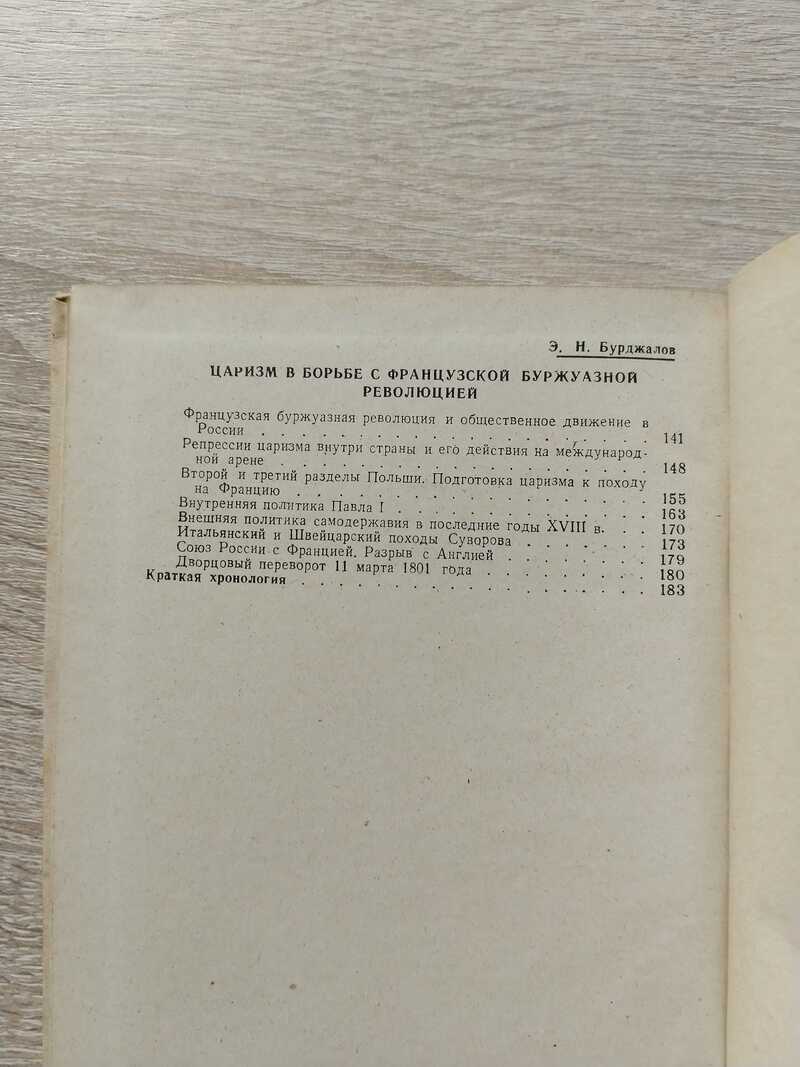 Э. Н. Бурджалов
ЦАРИЗМ В БОРЬБЕ С ФРАНЦУЗСКОЙ БУРЖУАЗНОЙ
РЕВОЛЮЦИЕЙ
Французская буржуазная революция и общественное движение в
России . . . . . . . . . . . . . . . . . . . . 141
Репрессии царизма внутри страны и его действия на международ-
ной арене . . . . . . . . . . . . . . . . . . . 148
Второй и третий разделы Польши. Подготовка царизма к походу
на Францию . . . . . . . . . . . . . . . . . . 155
Внутренняя политика Павла I . . . . . . . . . . . . . 163
Внешняя политика самодержавия в последние годы XVIII в. . . . 170
Итальянский и Швейцарский походы Суворова . . . . . . . 173
Союз России с Францией. Разрыв с Англией . . . . . . . . 179
Дворцовый переворот 11 марта 1801 года . . . . . . . . . 180
Краткая хронология . . . . . . . . . . . . . . . . . 183